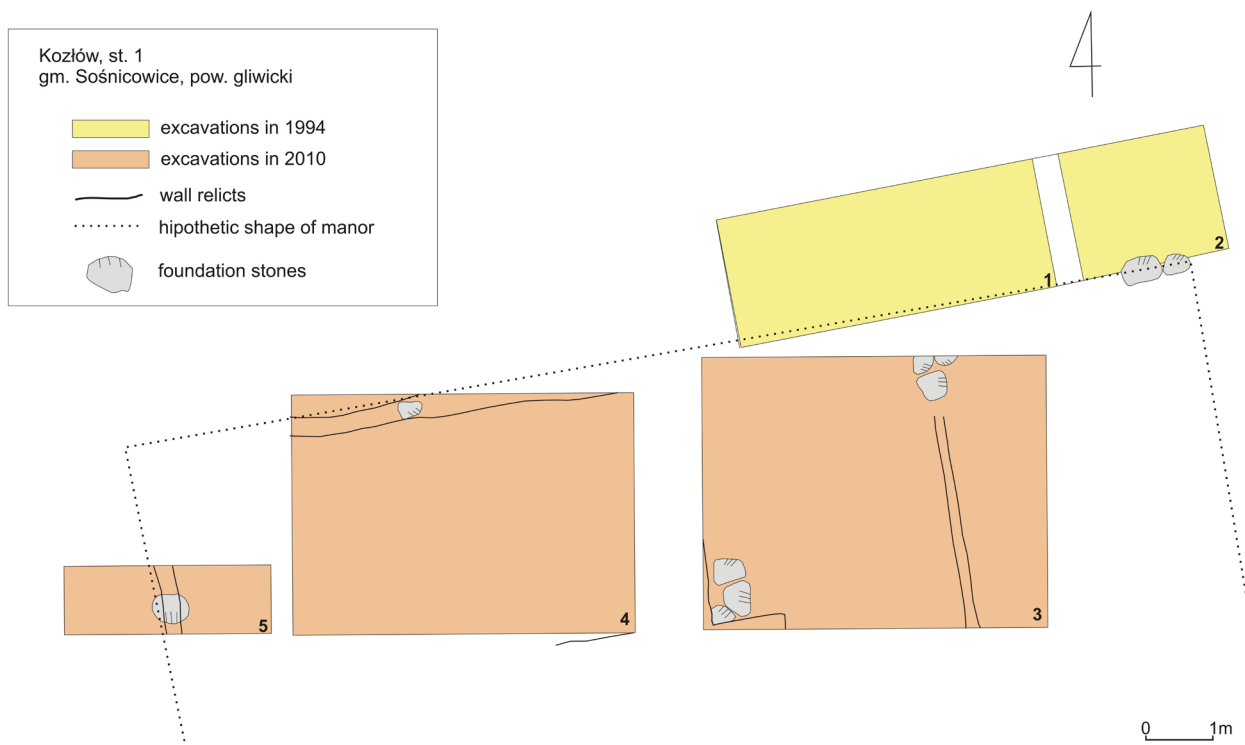 Kozłów, st. 1
gm. Sośnicowice, pow. gliwicki
excavations in 1994
excavations in 2010
wall relicts
hipothetic shape of manor
foundation stones
2
1
3
4
5
0 1m